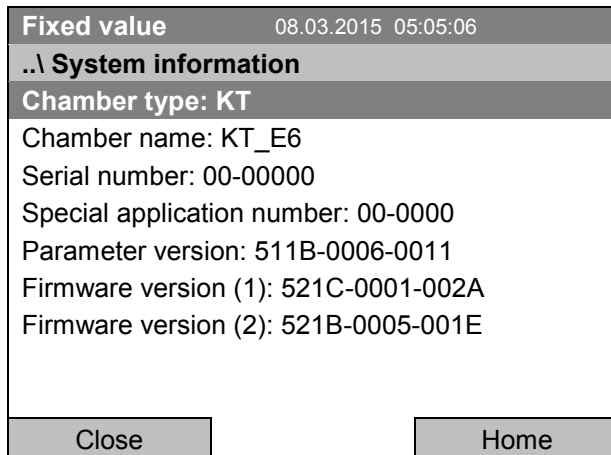 Fixed value 08.03.2015 05:05:06
..\ System information
Chamber type: KT
Chamber name: KT_E6
Serial number: 00-00000
Special application number: 00-0000
Parameter version: 511B-0006-0011
Firmware version (1): 521C-0001-002A
Firmware version (2): 521B-0005-001E
Close Home